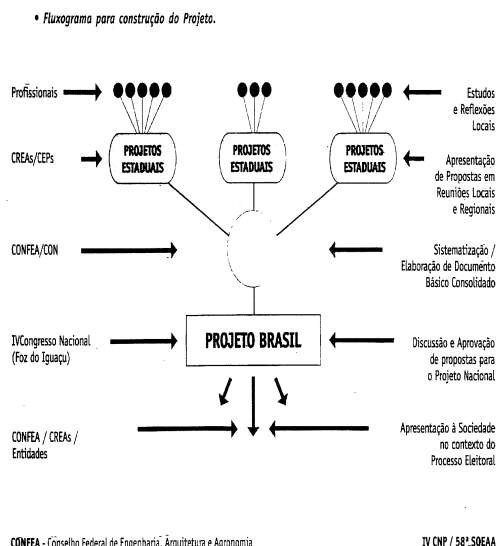 • Fluxograma para construção do Projeto.
Profissionais
Estudos
e Reflexões
Locais
CREAs/CEPs
PROJETOS
ESTADUAIS
PROJETOS
ESTADUAIS
PROJETOS
ESTADUAIS
Apresentação
de Propostas em
Reuniões Locais
e Regionais
CONFEA/CON
Sistematização /
Elaboração de Documento
Básico Consolidado
IVCongresso Nacional
(Foz do Iguaçu)
PROJETO BRASIL
Discussão e Aprovação
de propostas para
o Projeto Nacional
CONFEA / CREAs /
Entidades
Apresentação à Sociedade
no contexto do
Processo Eleitoral
CONFEA - Conselho Federal de Engenharia, Arquitetura e Agronomia
IV CNP / 58ª SOEAA